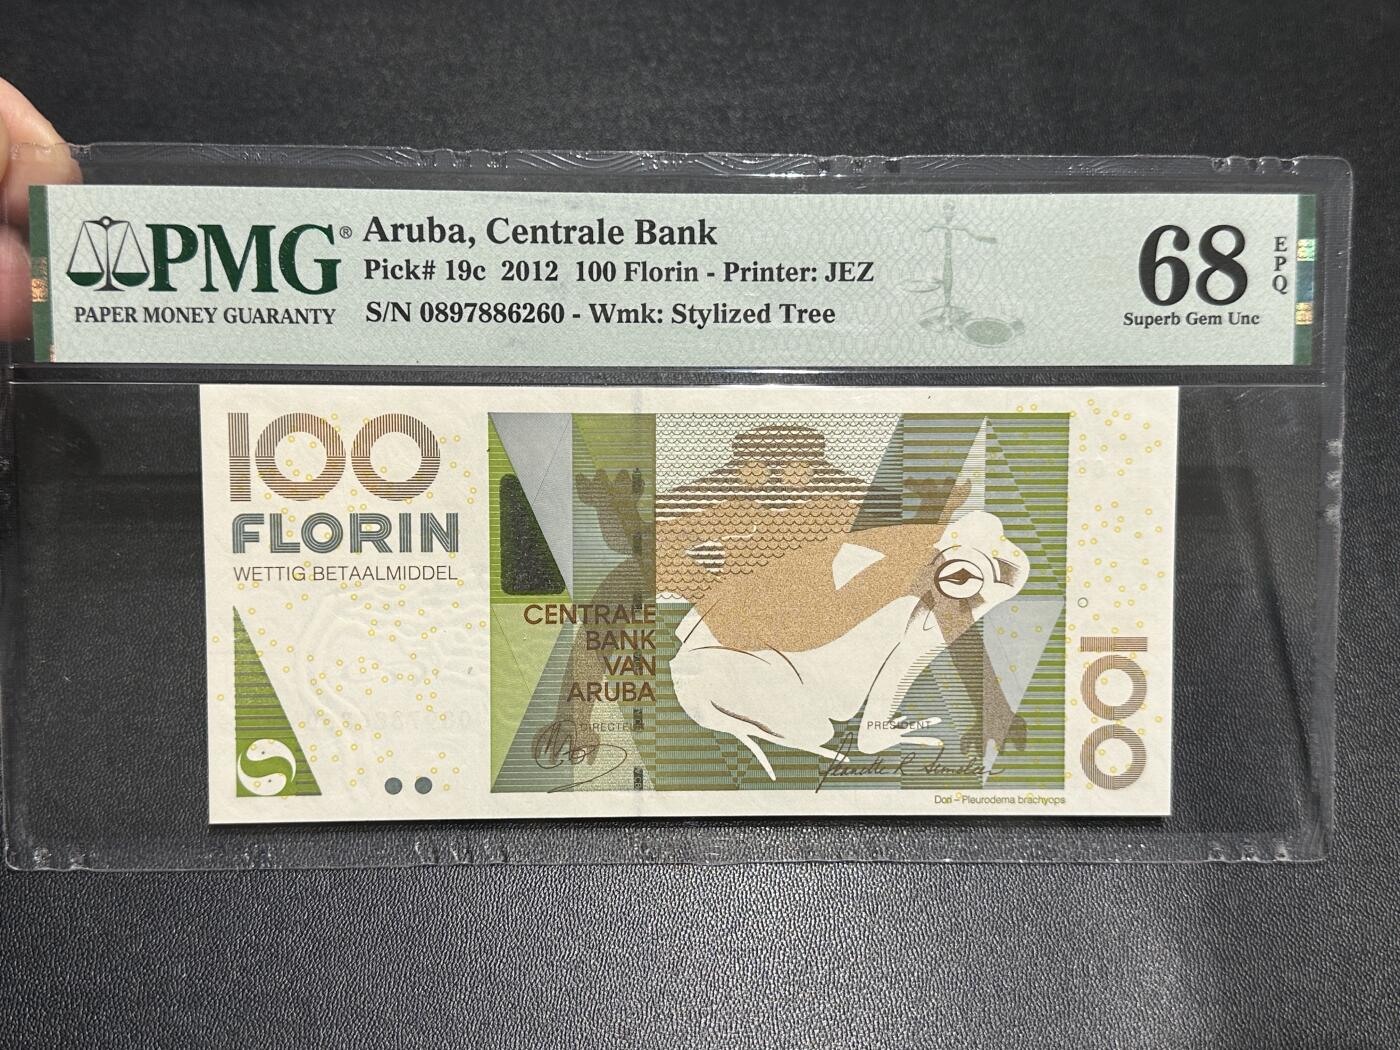 PMG®
PAPER MONEY GUARANTY
Aruba, Centrale Bank
Pick# 19c 2012 100 Florin - Printer: JEZ
S/N 0897886260 - Wmk: Stylized Tree
68
EPQ
Superb Gem Unc
100
FLORIN
WETTIG BETAALMIDDEL
CENTRALE
BANK
VAN
ARUBA
PRESIDENT
100
Dori - Pleurodema brachyops